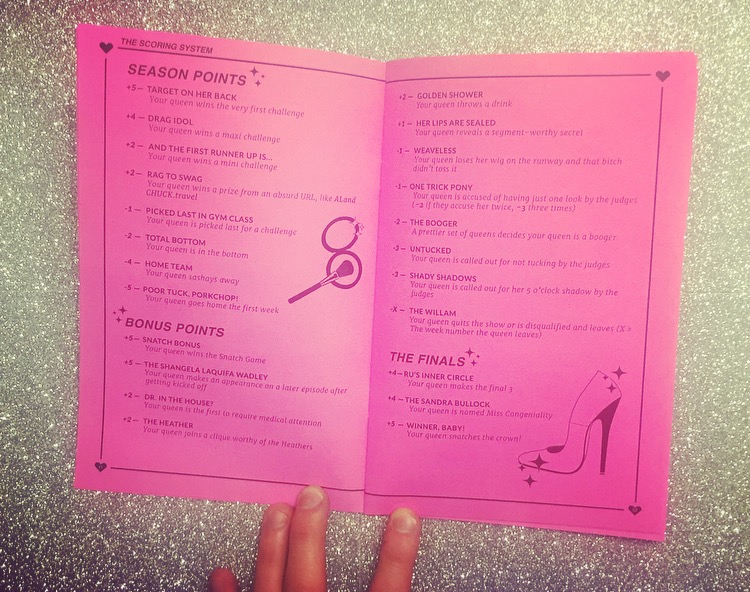 THE SCORING SYSTEM
SEASON POINTS
+5— TARGET ON HER BACK
Your queen wins the very first challenge
+4— DRAG IDOL
Your queen wins a maxi challenge
+2— AND THE FIRST RUNNER UP IS...
Your queen wins a mini challenge
+2— RAG TO SWAG
Your queen wins a prize from an absurd URL, like ALand
CHUCK.travel
-1— PICKED LAST IN GYM CLASS
Your queen is picked last for a challenge
-2— TOTAL BOTTOM
Your queen is in the bottom
-4— HOME TEAM
Your queen sashays away
-5— POOR TUCK, PORKCHOP!
Your queen goes home the first week
BONUS POINTS
+5— SNATCH BONUS
Your queen wins the Snatch Game
+5— THE SHANGELA LAQUIFA WADLEY
Your queen makes an appearance on a later episode after
getting kicked off
+2— DR. IN THE HOUSE?
Your queen is the first to require medical attention
+2— THE HEATHER
Your queen joins a clique worthy of the Heathers
+2— GOLDEN SHOWER
Your queen throws a drink
+1— HER LIPS ARE SEALED
Your queen reveals a segment-worthy secret
-1— WEAVELESS
Your queen loses her wig on the runway and that bitch
didn't toss it
-1— ONE TRICK PONY
Your queen is accused of having just one look by the judges
(-2 if they accuse her twice, -3 three times)
-2— THE BOOGER
A prettier set of queens decides your queen is a booger
-3— UNTUCKED
Your queen is called out for not tucking by the judges
-3— SHADY SHADOWS
Your queen is called out for her 5 o'clock shadow by the
judges
-X— THE WILLAM
Your queen quits the show or is disqualified and leaves (X =
The week number the queen leaves)
THE FINALS
+4—RU'S INNER CIRCLE
Your queen makes the final 3
+4—THE SANDRA BULLOCK
Your queen is named Miss Congeniality
+5— WINNER, BABY!
Your queen snatches the crown!